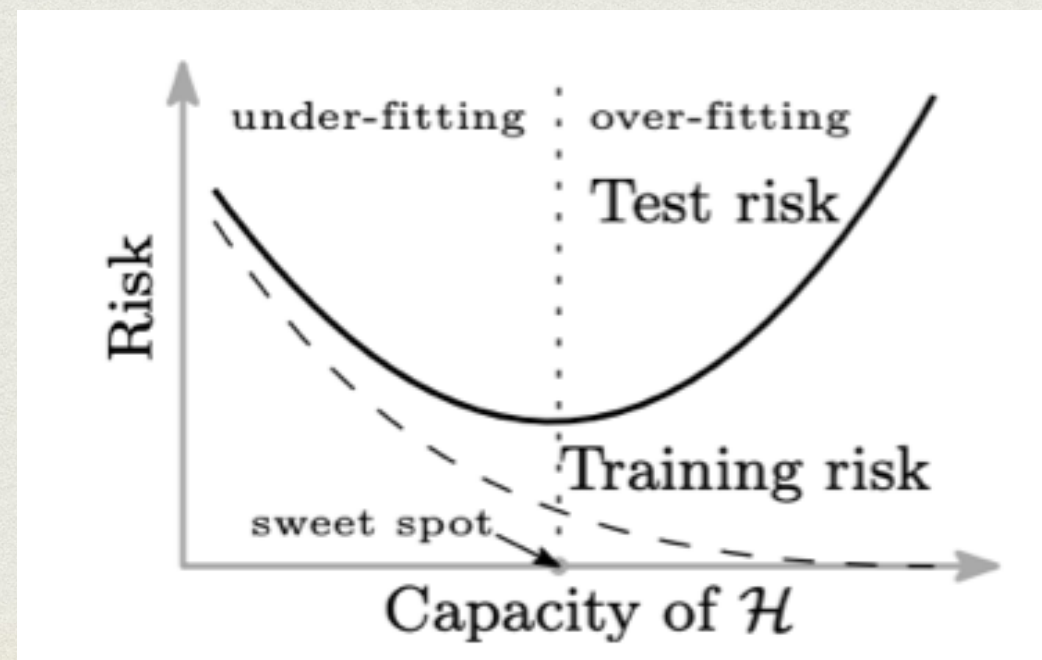 under-fitting
over-fitting
Test risk
Risk
Training risk
sweet spot
Capacity of ℋ